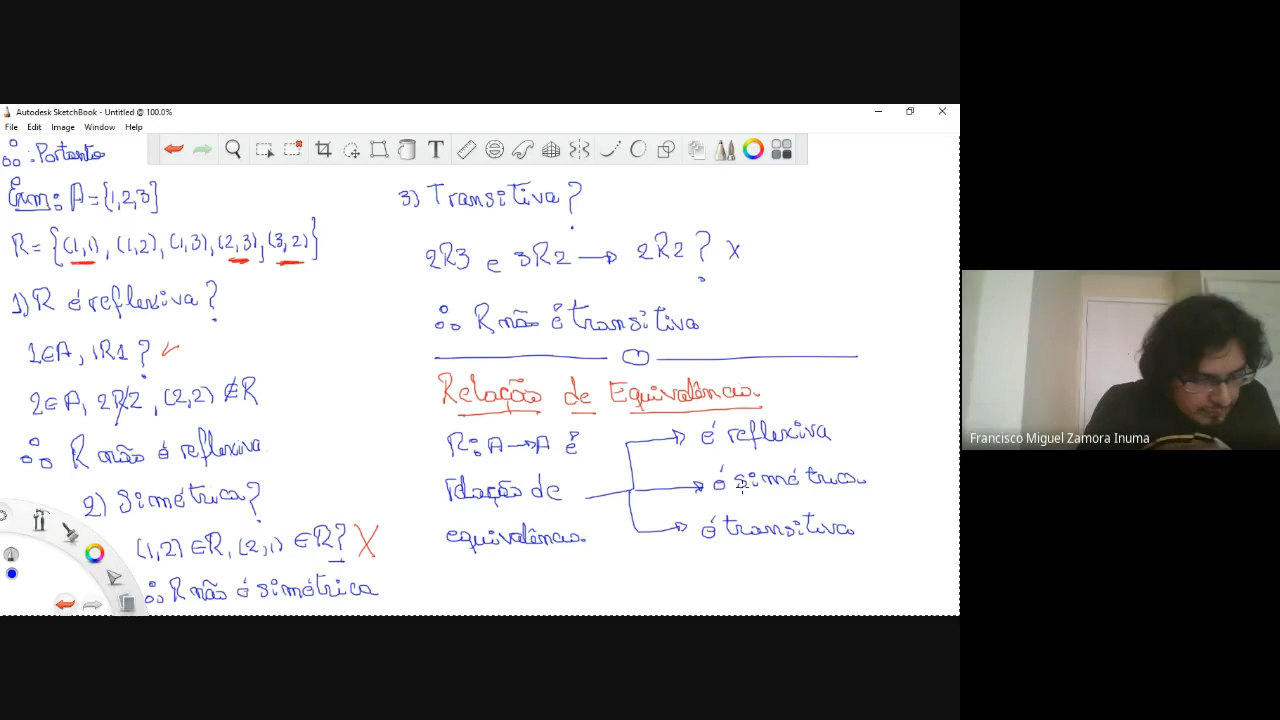 Autodesk SketchBook - Untitled @ 100.0%
File Edit Image Window Help
∴ : Portanto
Exm: A = {1,2,3}
R = {(1,1), (1,2), (1,3), (2,3), (3,2)}
1) R é reflexiva?
1∈A, 1R1 ? ✓
2∈A, 2R̸2, (2,2) ∉ R
∴ R não é reflexiva
2) Simétrica?
(1,2) ∈ R, (2,1) ∈ R? X
∴ R não é simétrica
3) Transitiva?
2R3 e 3R2 → 2R2 ? X
∴ R não é transitiva
Relação de Equivalência
R: A → A é
relação de
equivalência
é reflexiva
é simétrica
é transitiva
Francisco Miguel Zamora Inuma